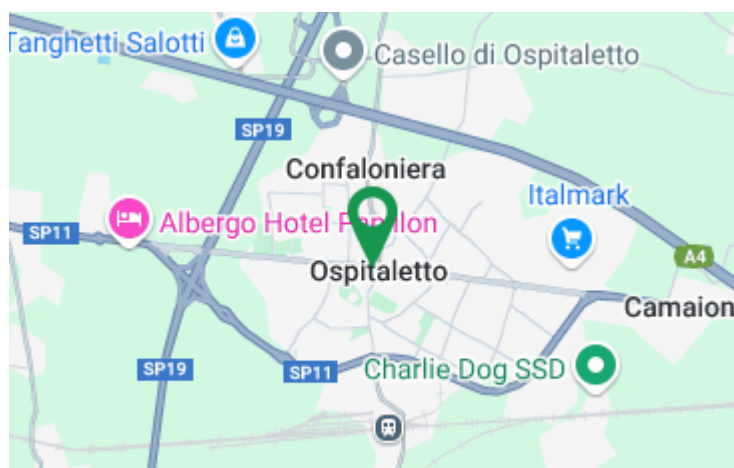 Tanghetti Salotti
Casello di Ospitaletto
SP19
Confaloniera
Italmark
SP11
Albergo Hotel Papillon
A4
Ospitaletto
Camaion
SP19
SP11
Charlie Dog SSD